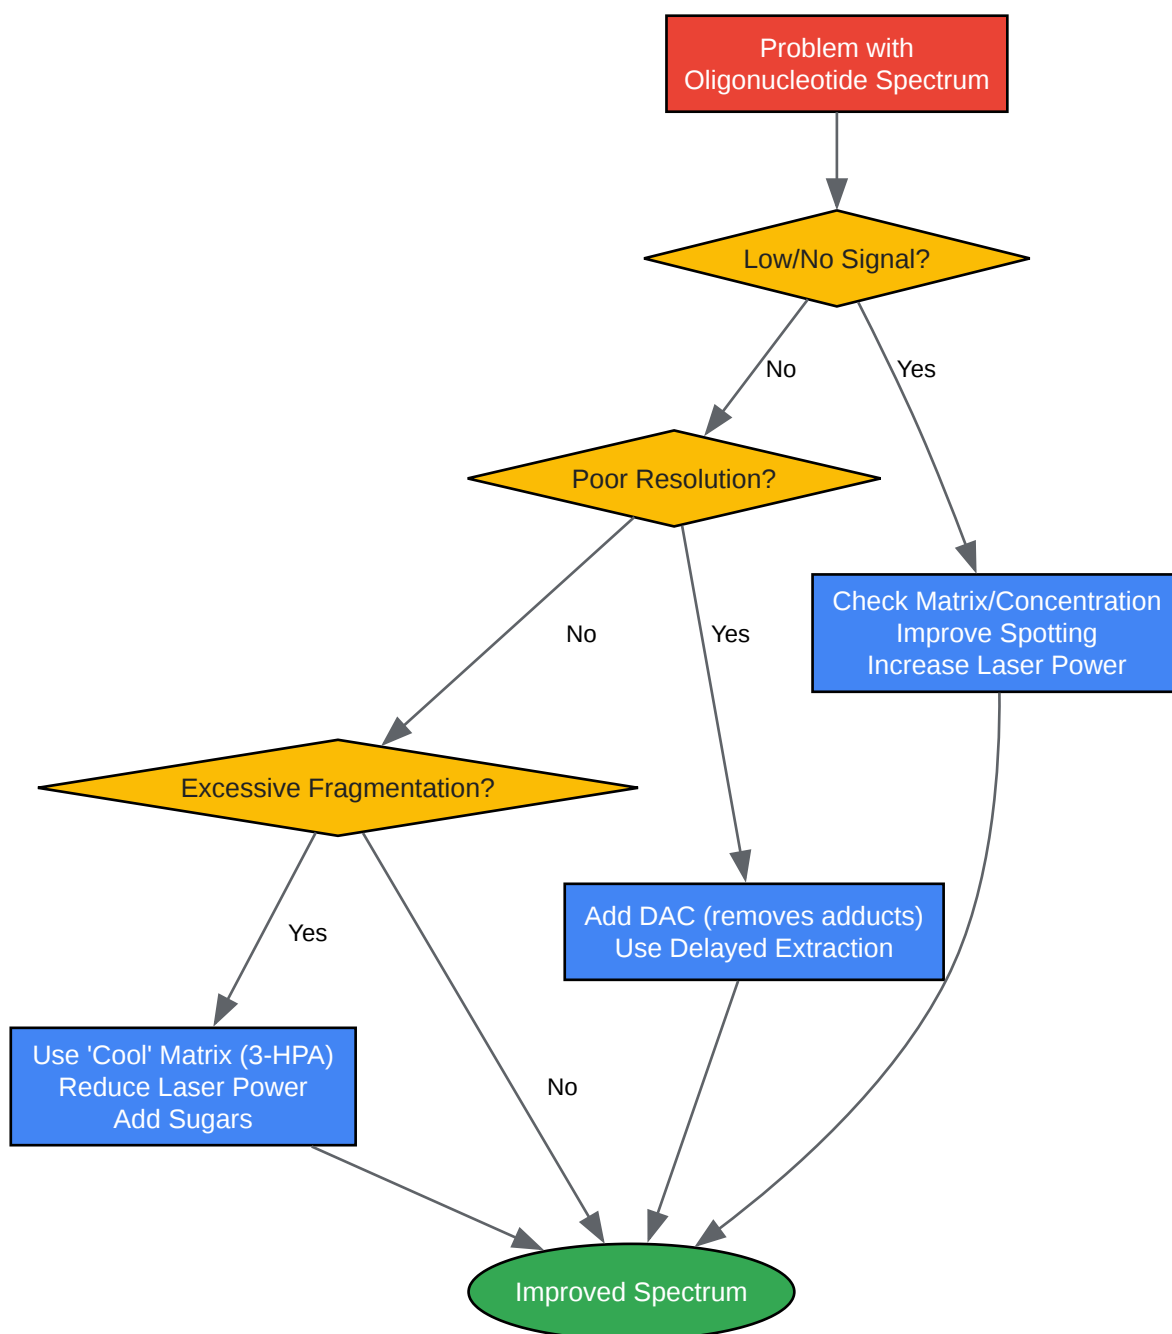 Problem with
Oligonucleotide Spectrum
Low/No Signal?
No
Yes
Poor Resolution?
Check Matrix/Concentration
Improve Spotting
Increase Laser Power
No
Yes
Excessive Fragmentation?
Add DAC (removes adducts)
Use Delayed Extraction
Yes
Use 'Cool' Matrix (3-HPA)
Reduce Laser Power
Add Sugars
No
Improved Spectrum